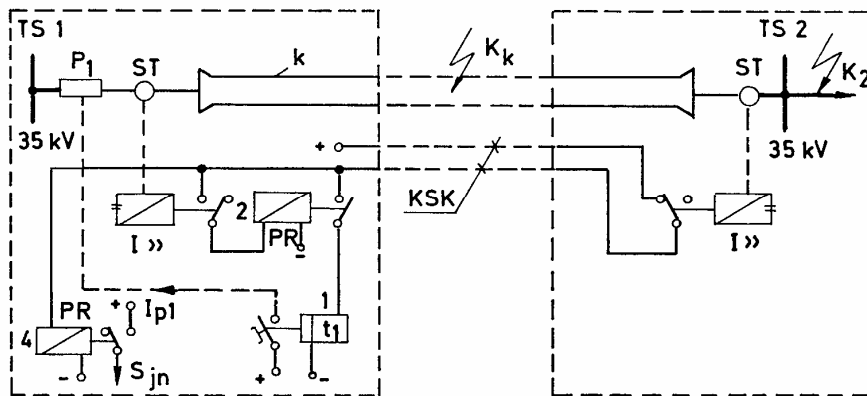 TS 1
P1
ST
k
Kk
TS 2
ST
K2
35 kV
35 kV
+
KSK
2
PR
-
I »
I »
PR
+
Ip1
1
t1
4
-
Sjn
+
-